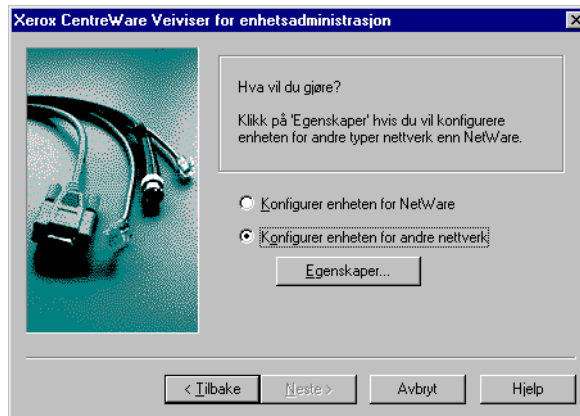 Xerox CentreWare Veiviser for enhetsadministrasjon
Hva vil du gjøre?
Klikk på 'Egenskaper' hvis du vil konfigurere
enheten for andre typer nettverk enn NetWare.
Konfigurer enheten for NetWare
Konfigurer enheten for andre nettverk
Egenskaper...
< Tilbake
Neste >
Avbryt
Hjelp